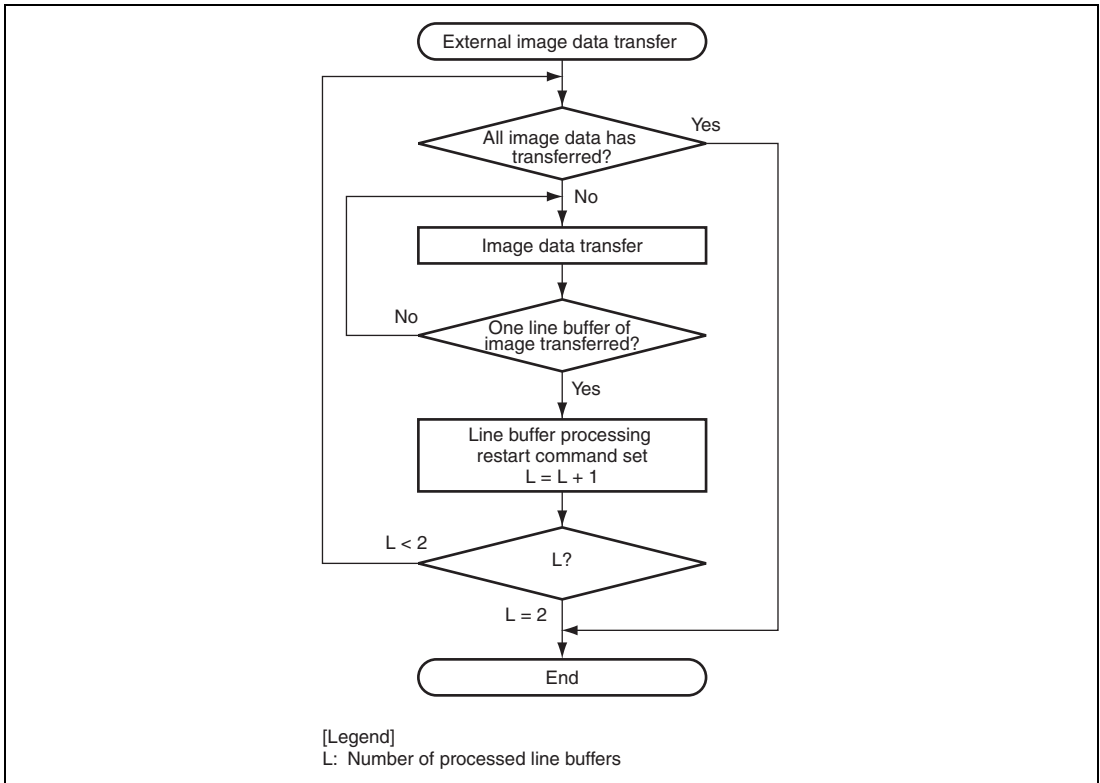 External image data transfer
All image data has
transferred?
Yes
No
Image data transfer
No
One line buffer of
image transferred?
Yes
Line buffer processing
restart command set
L = L + 1
L < 2
L?
L = 2
End
[Legend]
L: Number of processed line buffers